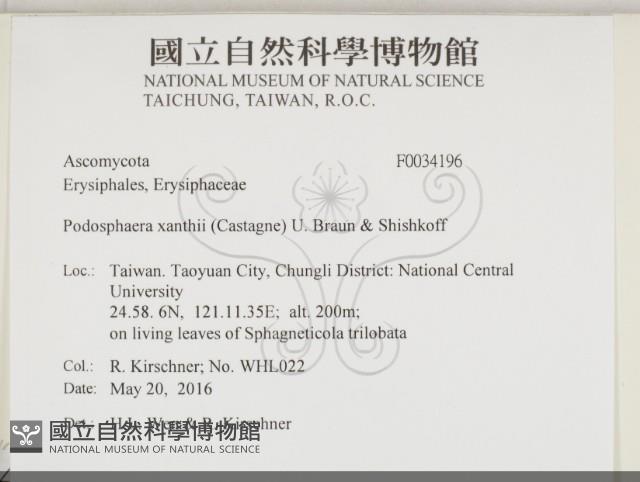 國立自然科學博物館
NATIONAL MUSEUM OF NATURAL SCIENCE
TAICHUNG, TAIWAN, R.O.C.
Ascomycota F0034196
Erysiphales, Erysiphaceae
Podosphaera xanthii (Castagne) U. Braun & Shishkoff
Loc.: Taiwan. Taoyuan City, Chungli District: National Central
University
24.58. 6N, 121.11.35E; alt. 200m;
on living leaves of Sphagneticola trilobata
Col.: R. Kirschner; No. WHL022
Date: May 20, 2016
Det.: & R. Kirschner
國立自然科學博物館
NATIONAL MUSEUM OF NATURAL SCIENCE